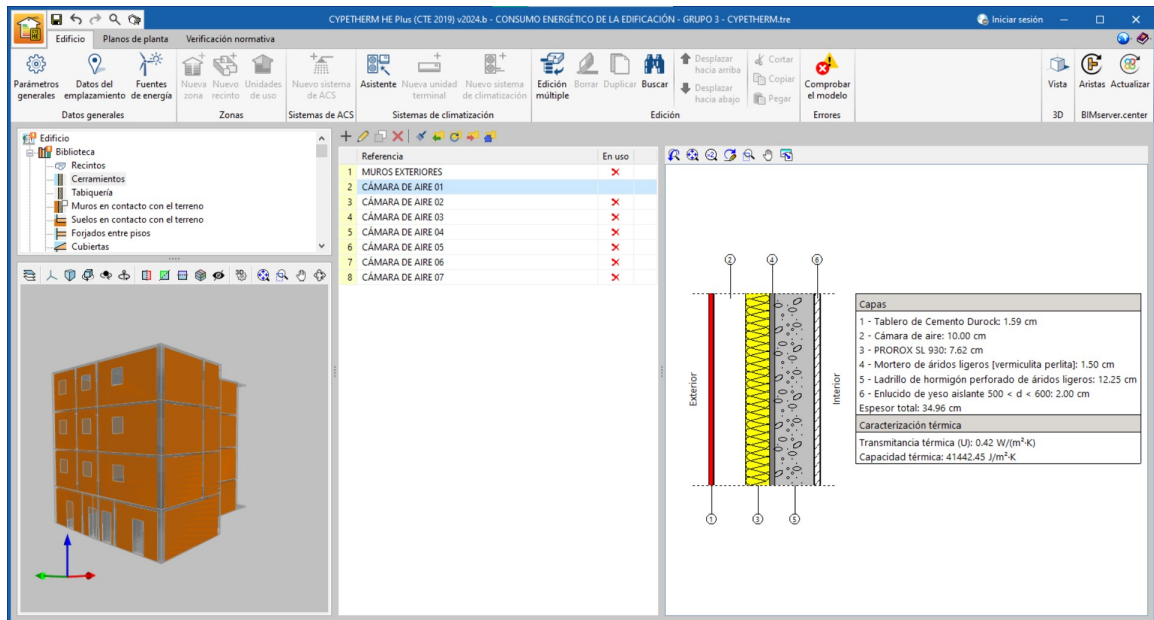 CYPETHERM HE Plus (CTE 2019) v2024.b - CONSUMO ENERGÉTICO DE LA EDIFICACIÓN - GRUPO 3 - CYPETHERM.tre
Iniciar sesión
Edificio Planos de planta Verificación normativa
Parámetros generales
Datos del emplazamiento
Fuentes de energía
Nueva zona
Nuevo recinto
Unidades de uso
Nuevo sistema de ACS
Asistente
Nueva unidad terminal
Nuevo sistema de climatización
Edición múltiple
Borrar
Duplicar
Buscar
Desplazar hacia arriba
Desplazar hacia abajo
Cortar
Copiar
Pegar
Comprobar el modelo
Vista
Aristas
Actualizar
Datos generales
Zonas
Sistemas de ACS
Sistemas de climatización
Edición
Errores
3D
BIMserver.center
Edificio
Biblioteca
Recintos
Cerramientos
Tabiquería
Muros en contacto con el terreno
Suelos en contacto con el terreno
Forjados entre pisos
Cubiertas
Referencia En uso
1 MUROS EXTERIORES
2 CÁMARA DE AIRE 01
3 CÁMARA DE AIRE 02
4 CÁMARA DE AIRE 03
5 CÁMARA DE AIRE 04
6 CÁMARA DE AIRE 05
7 CÁMARA DE AIRE 06
8 CÁMARA DE AIRE 07
2 4 6
Exterior
Interior
1 3 5
Capas
1 - Tablero de Cemento Durock: 1.59 cm
2 - Cámara de aire: 10.00 cm
3 - PROROX SL 930: 7.62 cm
4 - Mortero de áridos ligeros [vermiculita perlita]: 1.50 cm
5 - Ladrillo de hormigón perforado de áridos ligeros: 12.25 cm
6 - Enlucido de yeso aislante 500 < d < 600: 2.00 cm
Espesor total: 34.96 cm
Caracterización térmica
Transmitancia térmica (U): 0.42 W/(m²·K)
Capacidad térmica: 41442.45 J/m²·K